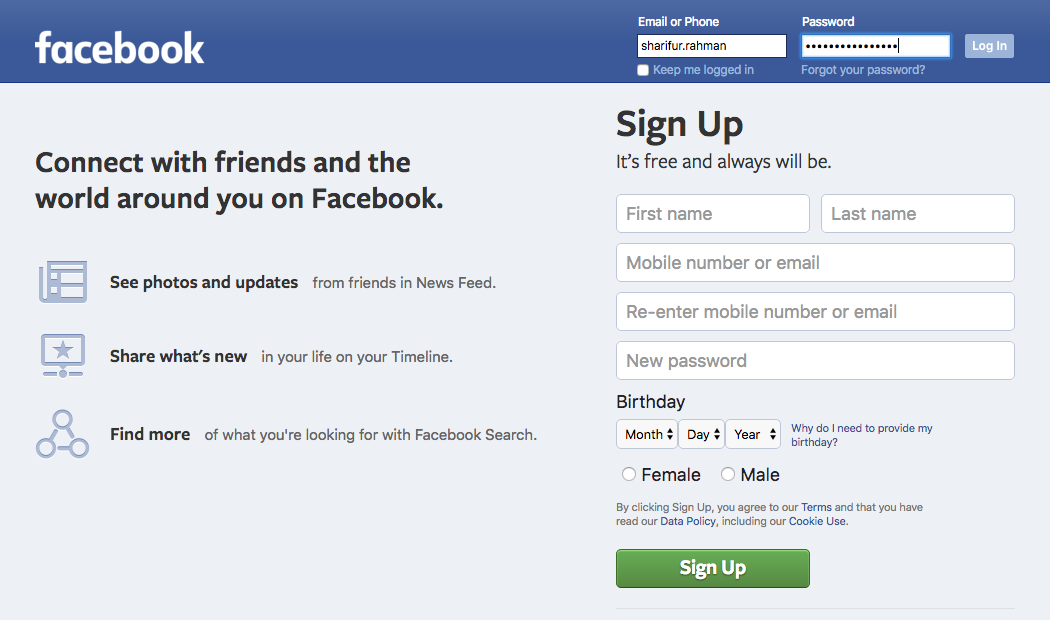 facebook
Email or Phone
Password
sharifur.rahman
••••••••••••••••
Log In
Keep me logged in
Forgot your password?
Connect with friends and the
world around you on Facebook.
See photos and updates from friends in News Feed.
Share what's new in your life on your Timeline.
Find more of what you're looking for with Facebook Search.
Sign Up
It's free and always will be.
First name
Last name
Mobile number or email
Re-enter mobile number or email
New password
Birthday
Month Day Year
Why do I need to provide my
birthday?
Female Male
By clicking Sign Up, you agree to our Terms and that you have
read our Data Policy, including our Cookie Use.
Sign Up